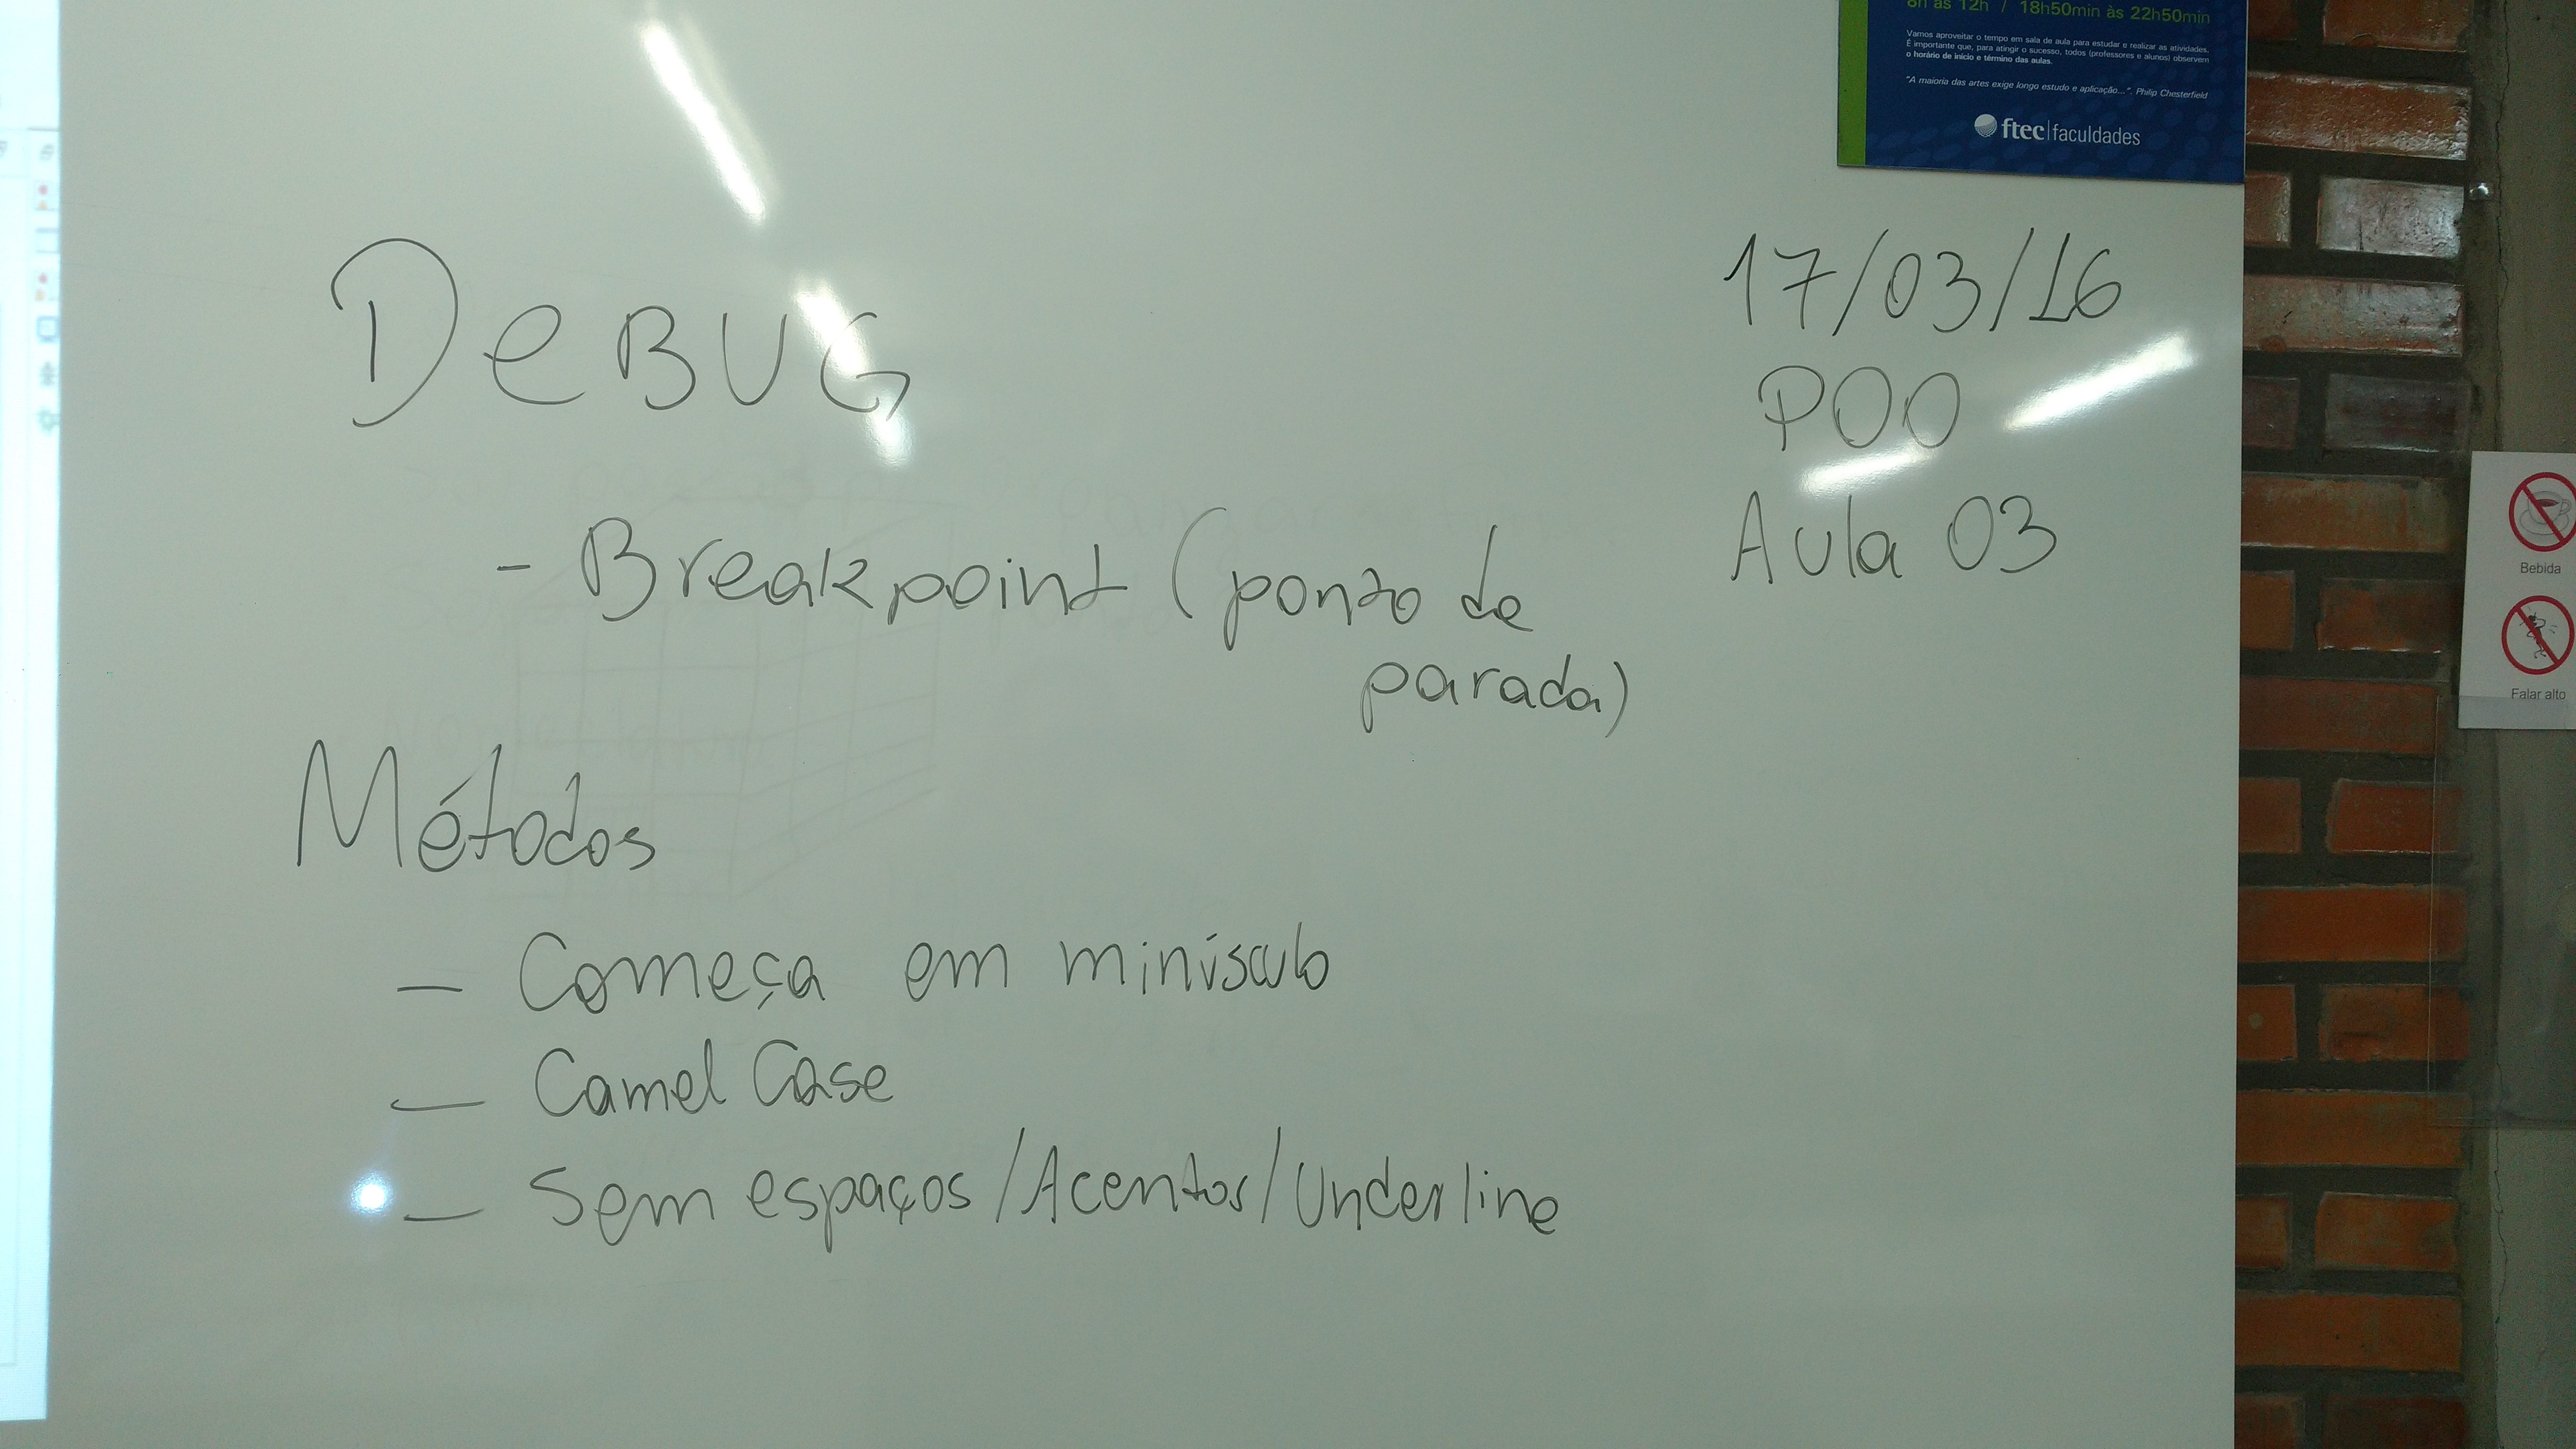 8h às 12h / 18h50min às 22h50min
Vamos aproveitar o tempo em sala de aula para estudar e realizar as atividades.
É importante que, para atingir o sucesso, todos (professores e alunos) observem
o horário de início e término das aulas.
"A maioria das artes exige longo estudo e aplicação...". Philip Chesterfield
ftec|faculdades
17/03/16
POO
Aula 03
DeBUG
- Breakpoint (ponto de
parada)
Métodos
- Começa em minúsculo
- Camel Case
- Sem espaços/Acentos/Underline
Bebida
Falar alto